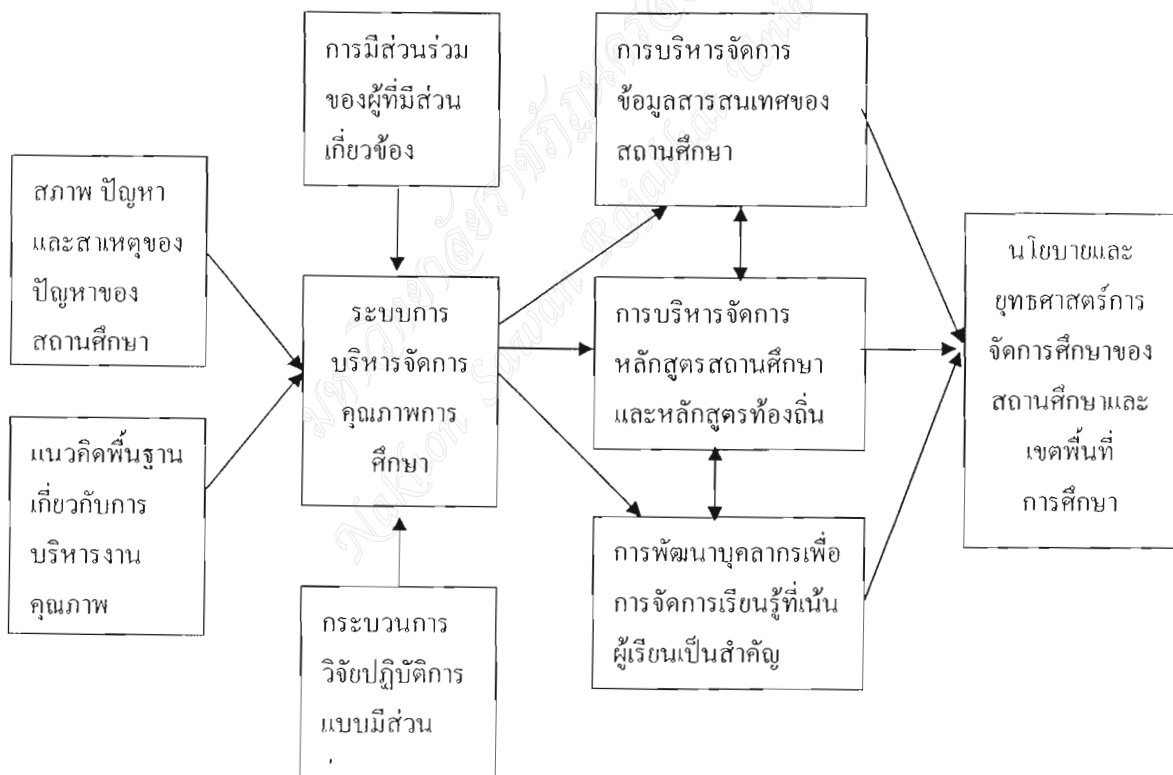 การมีส่วนร่วม
ของผู้ที่มีส่วน
เกี่ยวข้อง
การบริหารจัดการ
ข้อมูลสารสนเทศของ
สถานศึกษา
สภาพ ปัญหา
และสาเหตุของ
ปัญหาของ
สถานศึกษา
ระบบการ
บริหารจัดการ
คุณภาพการ
ศึกษา
การบริหารจัดการ
หลักสูตรสถานศึกษา
และหลักสูตรท้องถิ่น
นโยบายและ
ยุทธศาสตร์การ
จัดการศึกษาของ
สถานศึกษาและ
เขตพื้นที่
การศึกษา
แนวคิดพื้นฐาน
เกี่ยวกับการ
บริหารงาน
คุณภาพ
กระบวนการ
วิจัยปฏิบัติการ
แบบมีส่วน
การพัฒนาบุคลากรเพื่อ
การจัดการเรียนรู้ที่เน้น
ผู้เรียนเป็นสำคัญ
Nakhon Sawan Rajabhat